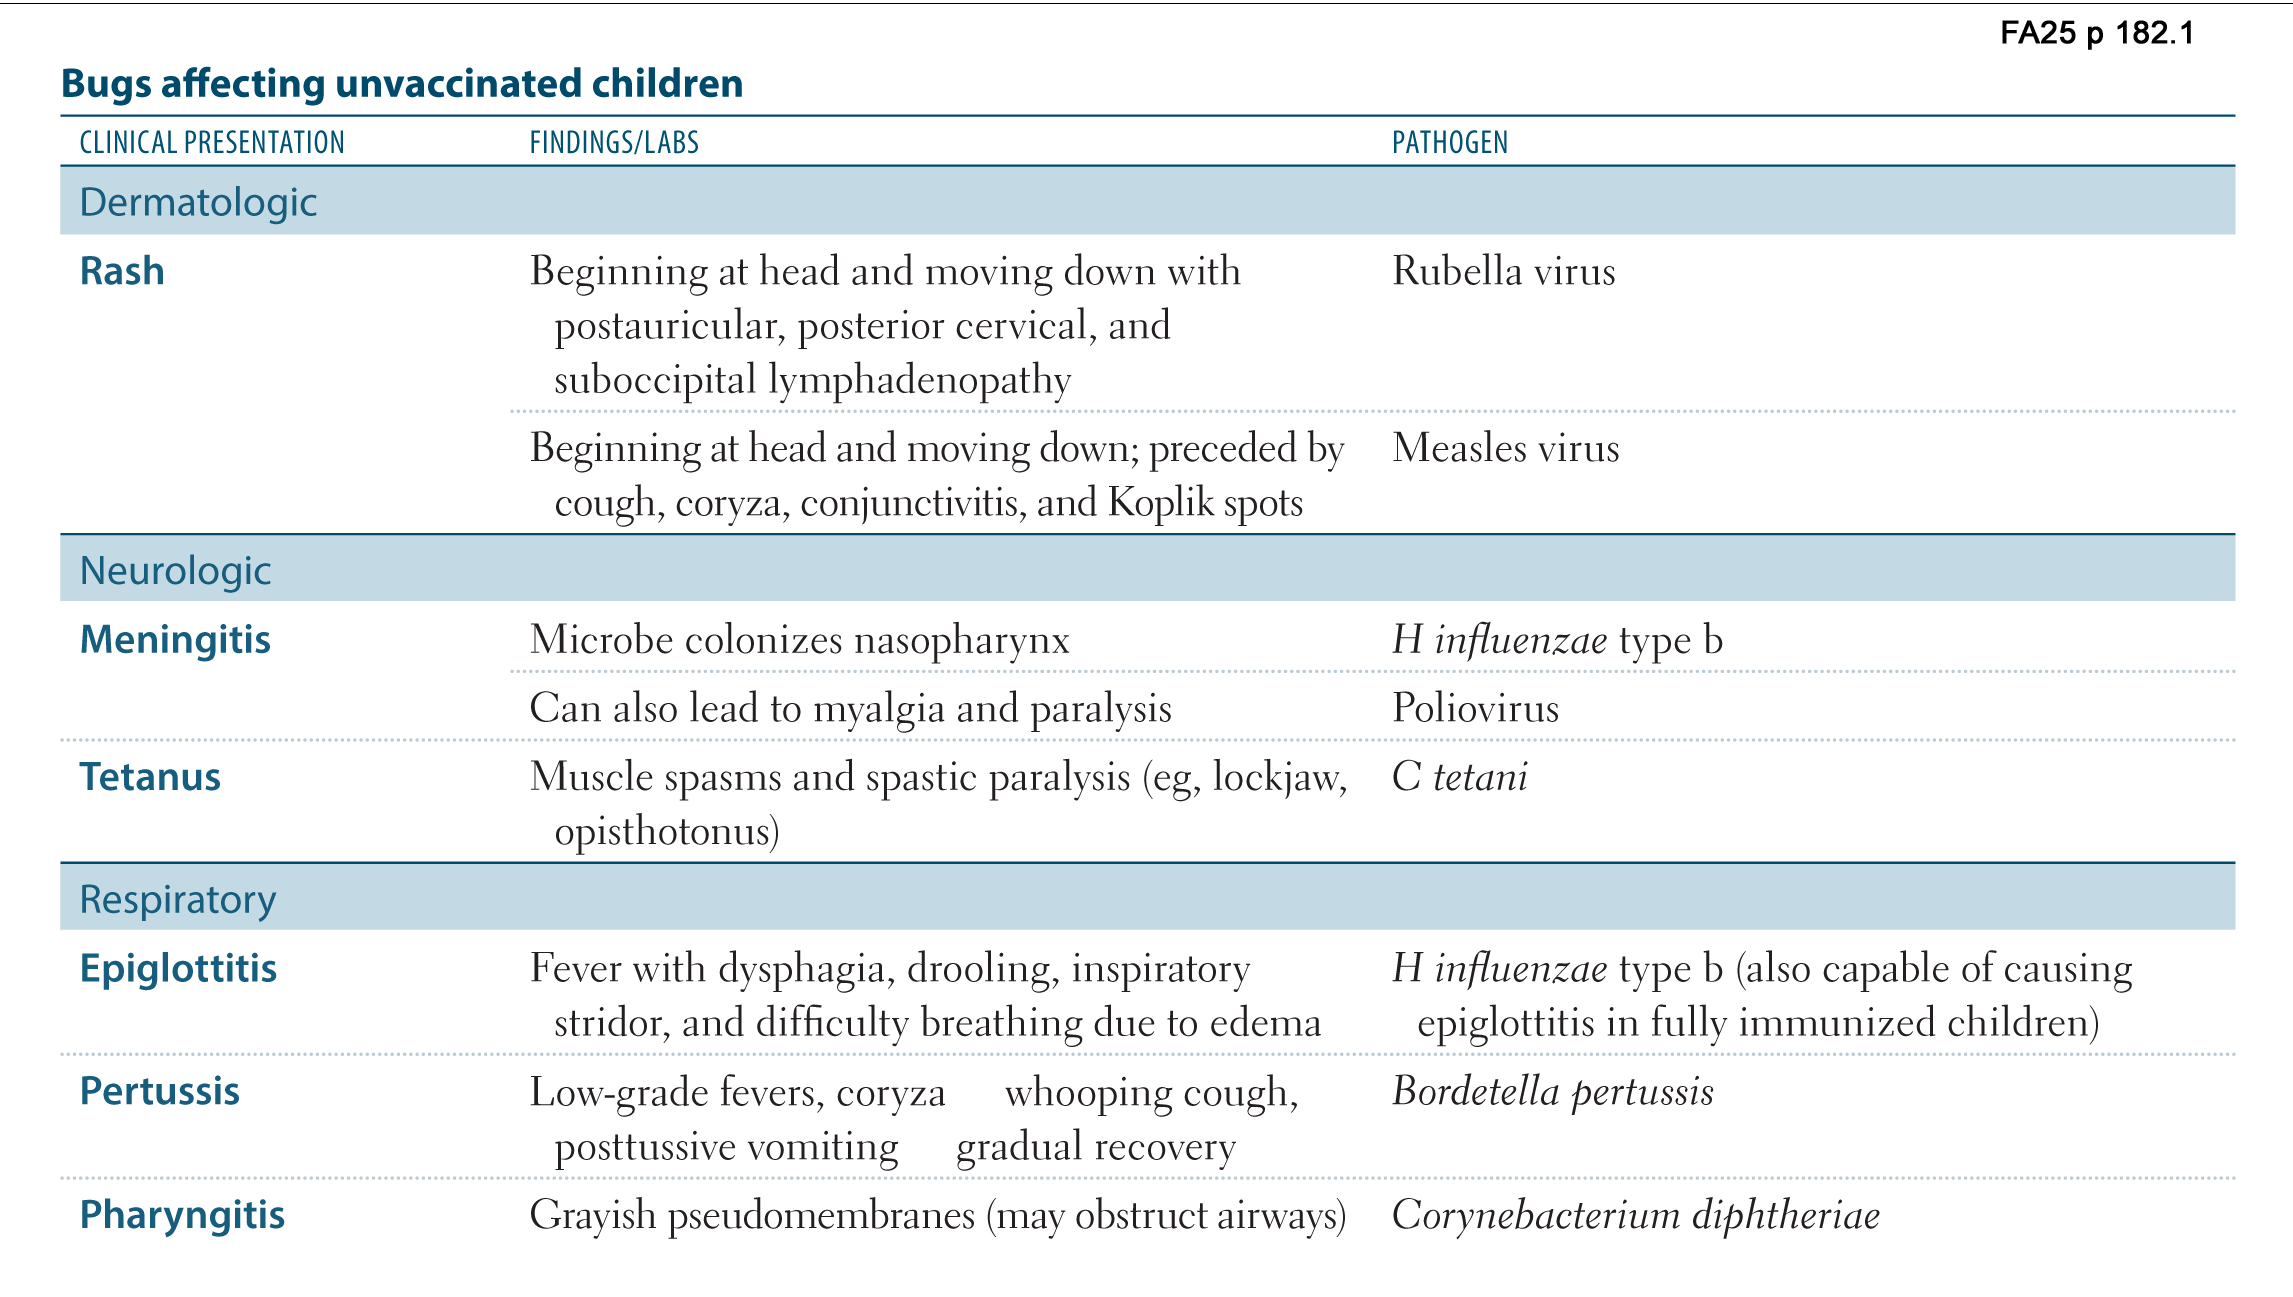 FA25 p 182.1
Bugs affecting unvaccinated children
CLINICAL PRESENTATION FINDINGS/LABS PATHOGEN
Dermatologic
Rash Beginning at head and moving down with Rubella virus
postauricular, posterior cervical, and
suboccipital lymphadenopathy
Beginning at head and moving down; preceded by Measles virus
cough, coryza, conjunctivitis, and Koplik spots
Neurologic
Meningitis Microbe colonizes nasopharynx H influenzae type b
Can also lead to myalgia and paralysis Poliovirus
Tetanus Muscle spasms and spastic paralysis (eg, lockjaw, C tetani
opisthotonus)
Respiratory
Epiglottitis Fever with dysphagia, drooling, inspiratory H influenzae type b (also capable of causing
stridor, and difficulty breathing due to edema epiglottitis in fully immunized children)
Pertussis Low-grade fevers, coryza whooping cough, Bordetella pertussis
posttussive vomiting gradual recovery
Pharyngitis Grayish pseudomembranes (may obstruct airways) Corynebacterium diphtheriae